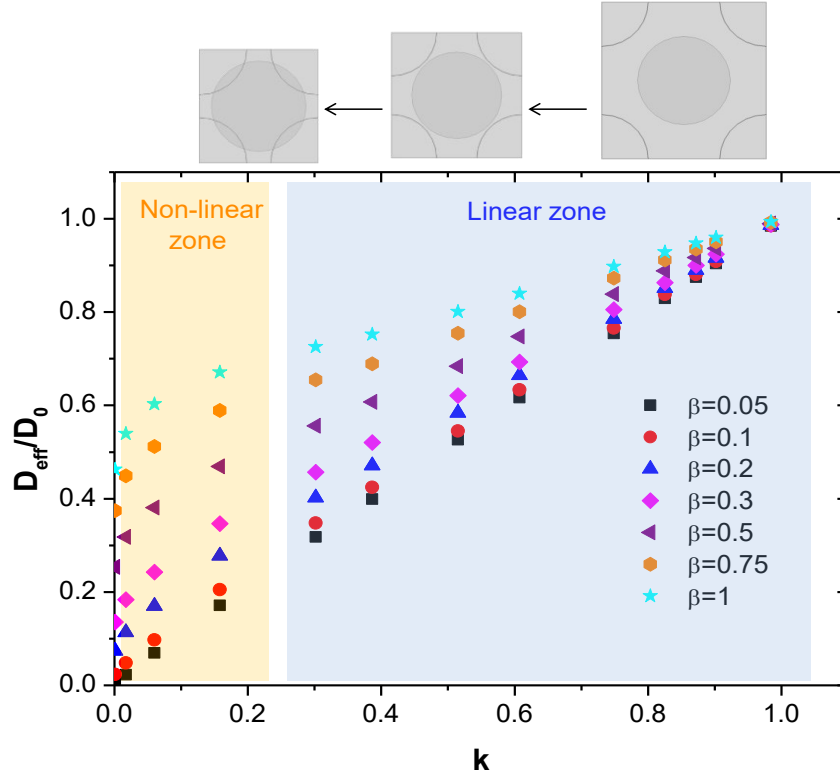 Non-linear
zone
Linear zone
1.0
0.8
0.6
0.4
0.2
0.0
D_eff/D_0
β=0.05
β=0.1
β=0.2
β=0.3
β=0.5
β=0.75
β=1
0.0 0.2 0.4 0.6 0.8 1.0
k